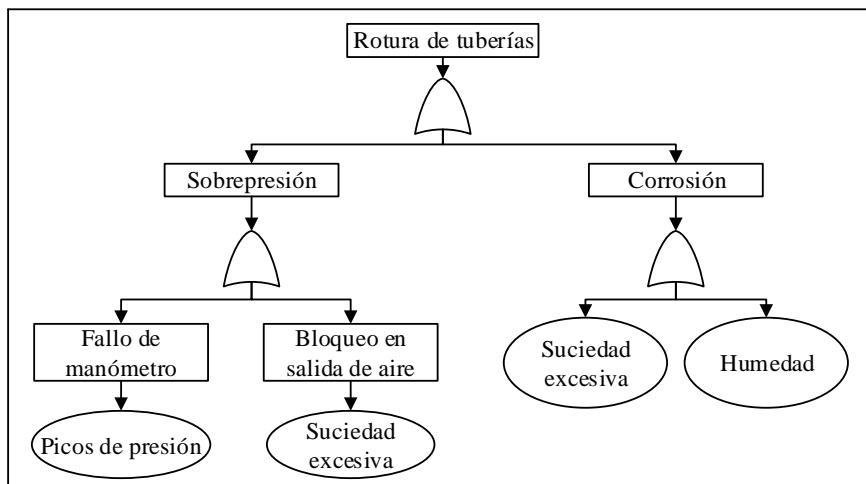 Rotura de tuberías
Sobrepresión
Corrosión
Fallo de
manómetro
Bloqueo en
salida de aire
Suciedad
excesiva
Humedad
Picos de presión
Suciedad
excesiva